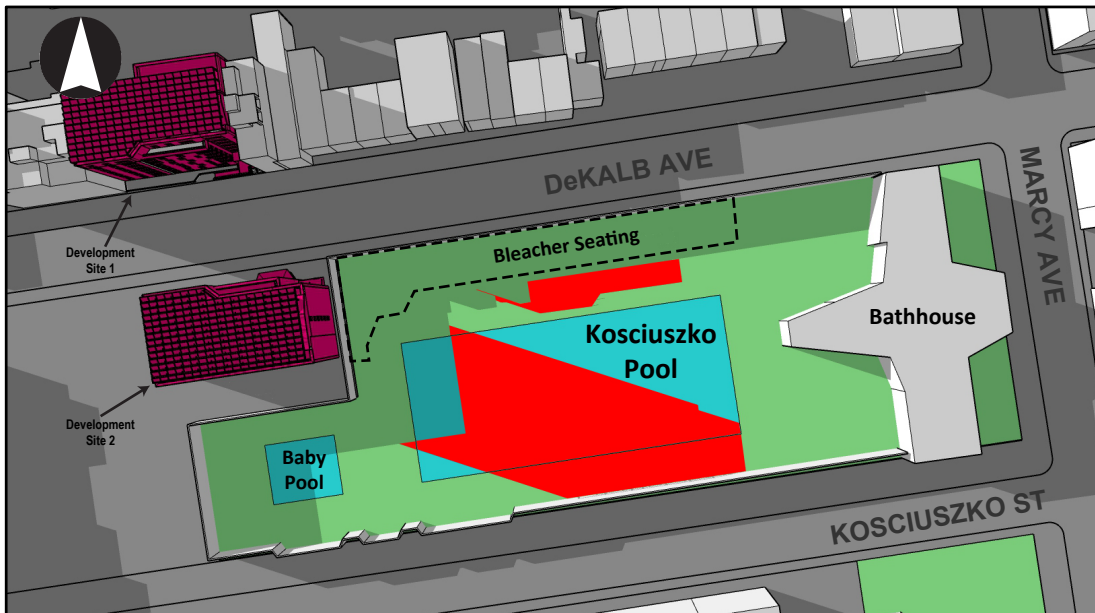 DeKALB AVE
MARCY AVE
Development
Site 1
Bleacher Seating
Bathhouse
Kosciuszko
Pool
Development
Site 2
Baby
Pool
KOSCIUSZKO ST